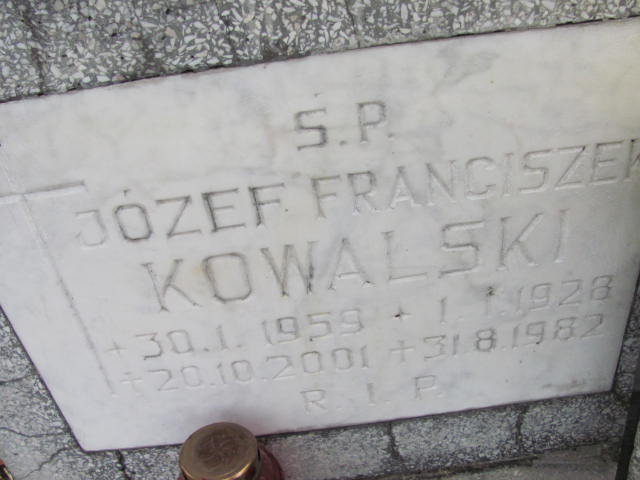 S.P.
JÓZEF FRANCISZEK
KOWALSKI
+30.1.1959 + 1.1.1928
+20.10.2001 +31.8.1982
R.I.P.